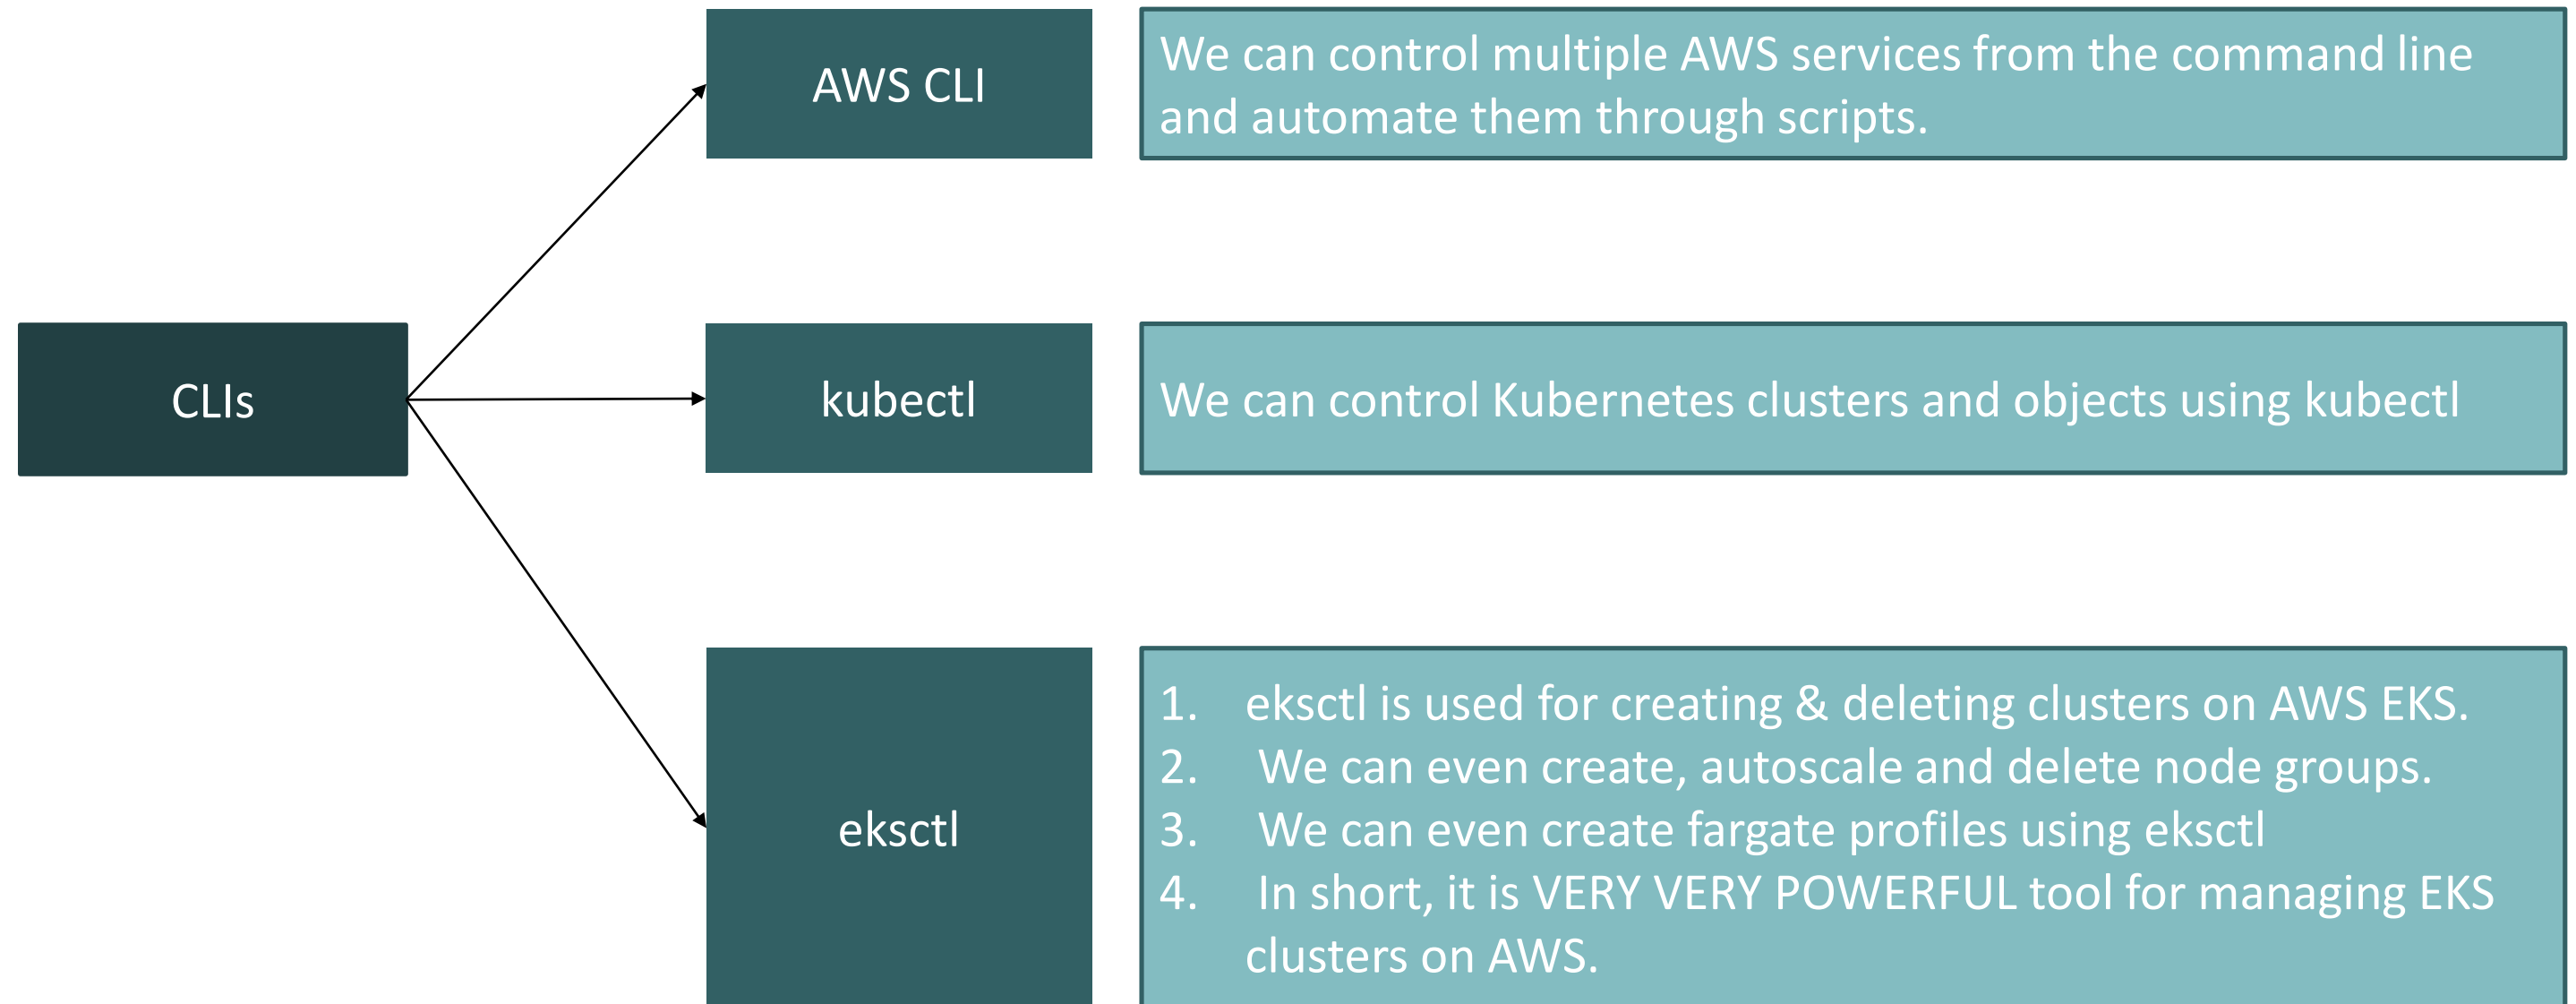 AWS CLI
We can control multiple AWS services from the command line
and automate them through scripts.
CLIs
kubectl
We can control Kubernetes clusters and objects using kubectl
eksctl
1. eksctl is used for creating & deleting clusters on AWS EKS.
2. We can even create, autoscale and delete node groups.
3. We can even create fargate profiles using eksctl
4. In short, it is VERY VERY POWERFUL tool for managing EKS
clusters on AWS.